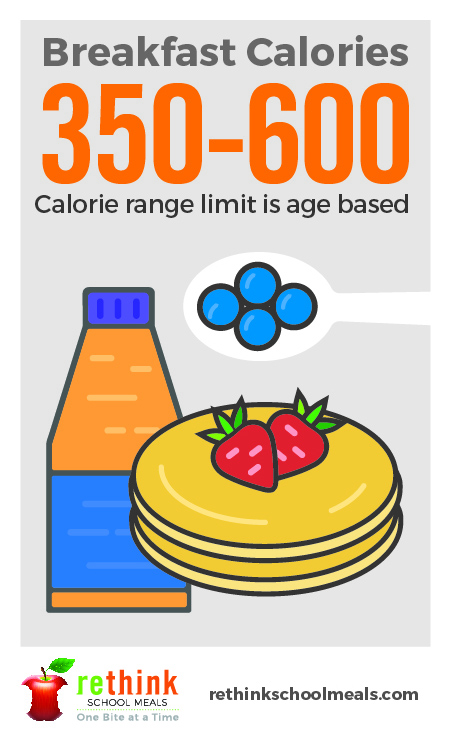 Breakfast Calories
350-600
Calorie range limit is age based
rethink
SCHOOL MEALS
One Bite at a Time
rethinkschoolmeals.com